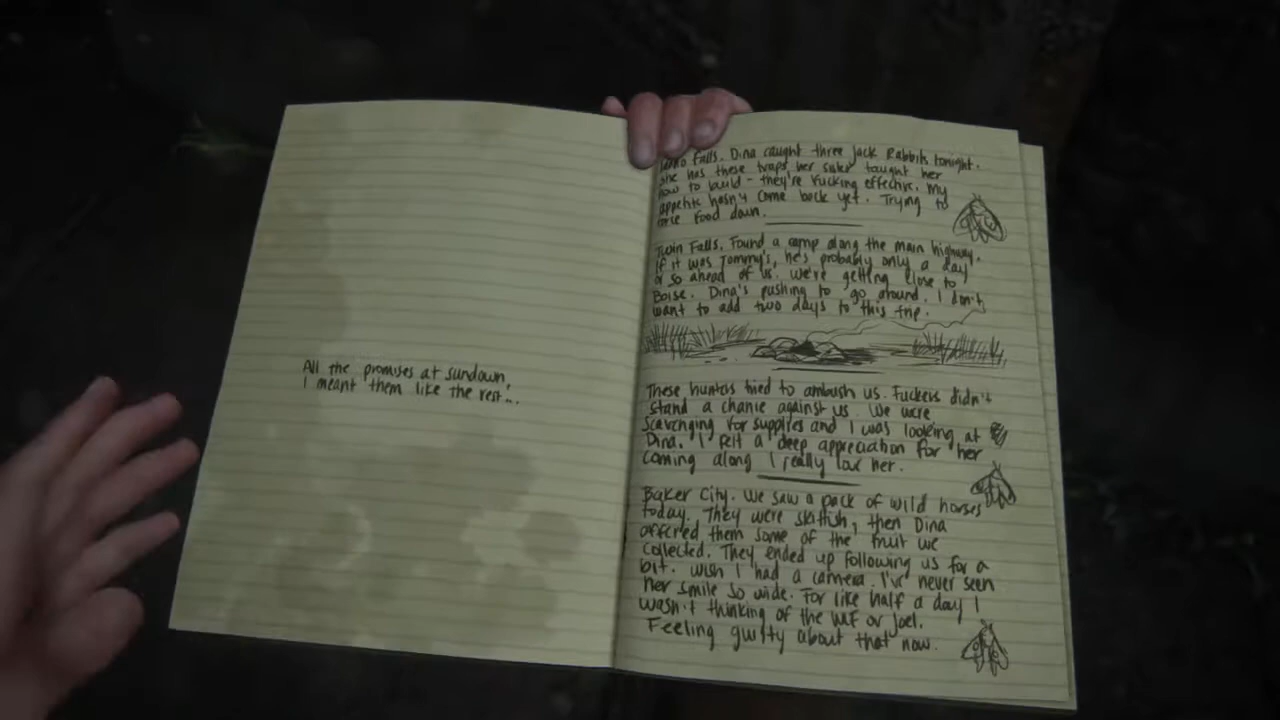 All the promises at sundown,
I meant them like the rest...
Idaho Falls. Dina caught three Jack Rabbits tonight.
She has these traps her sister taught her
how to build - they're fucking effective. My
appetite hasn't come back yet. Trying to
force food down.
Twin Falls. Found a camp along the main highway.
If it was Tommy's, he's probably only a day
or so ahead of us. We're getting close to
Boise. Dina's pushing to go around. I don't
want to add two days to this trip.
These hunters tried to ambush us. Fuckers didn't
stand a chance against us. We were
scavenging for supplies and I was looking at
Dina. I felt a deep appreciation for her
coming along I really love her.
Baker City. We saw a pack of wild horses
today. They were skittish, then Dina
offered them some of the fruit we
collected. They ended up following us for a
bit. Wish I had a camera. I've never seen
her smile so wide. For like half a day I
wasn't thinking of the WLF or Joel.
Feeling guilty about that now.